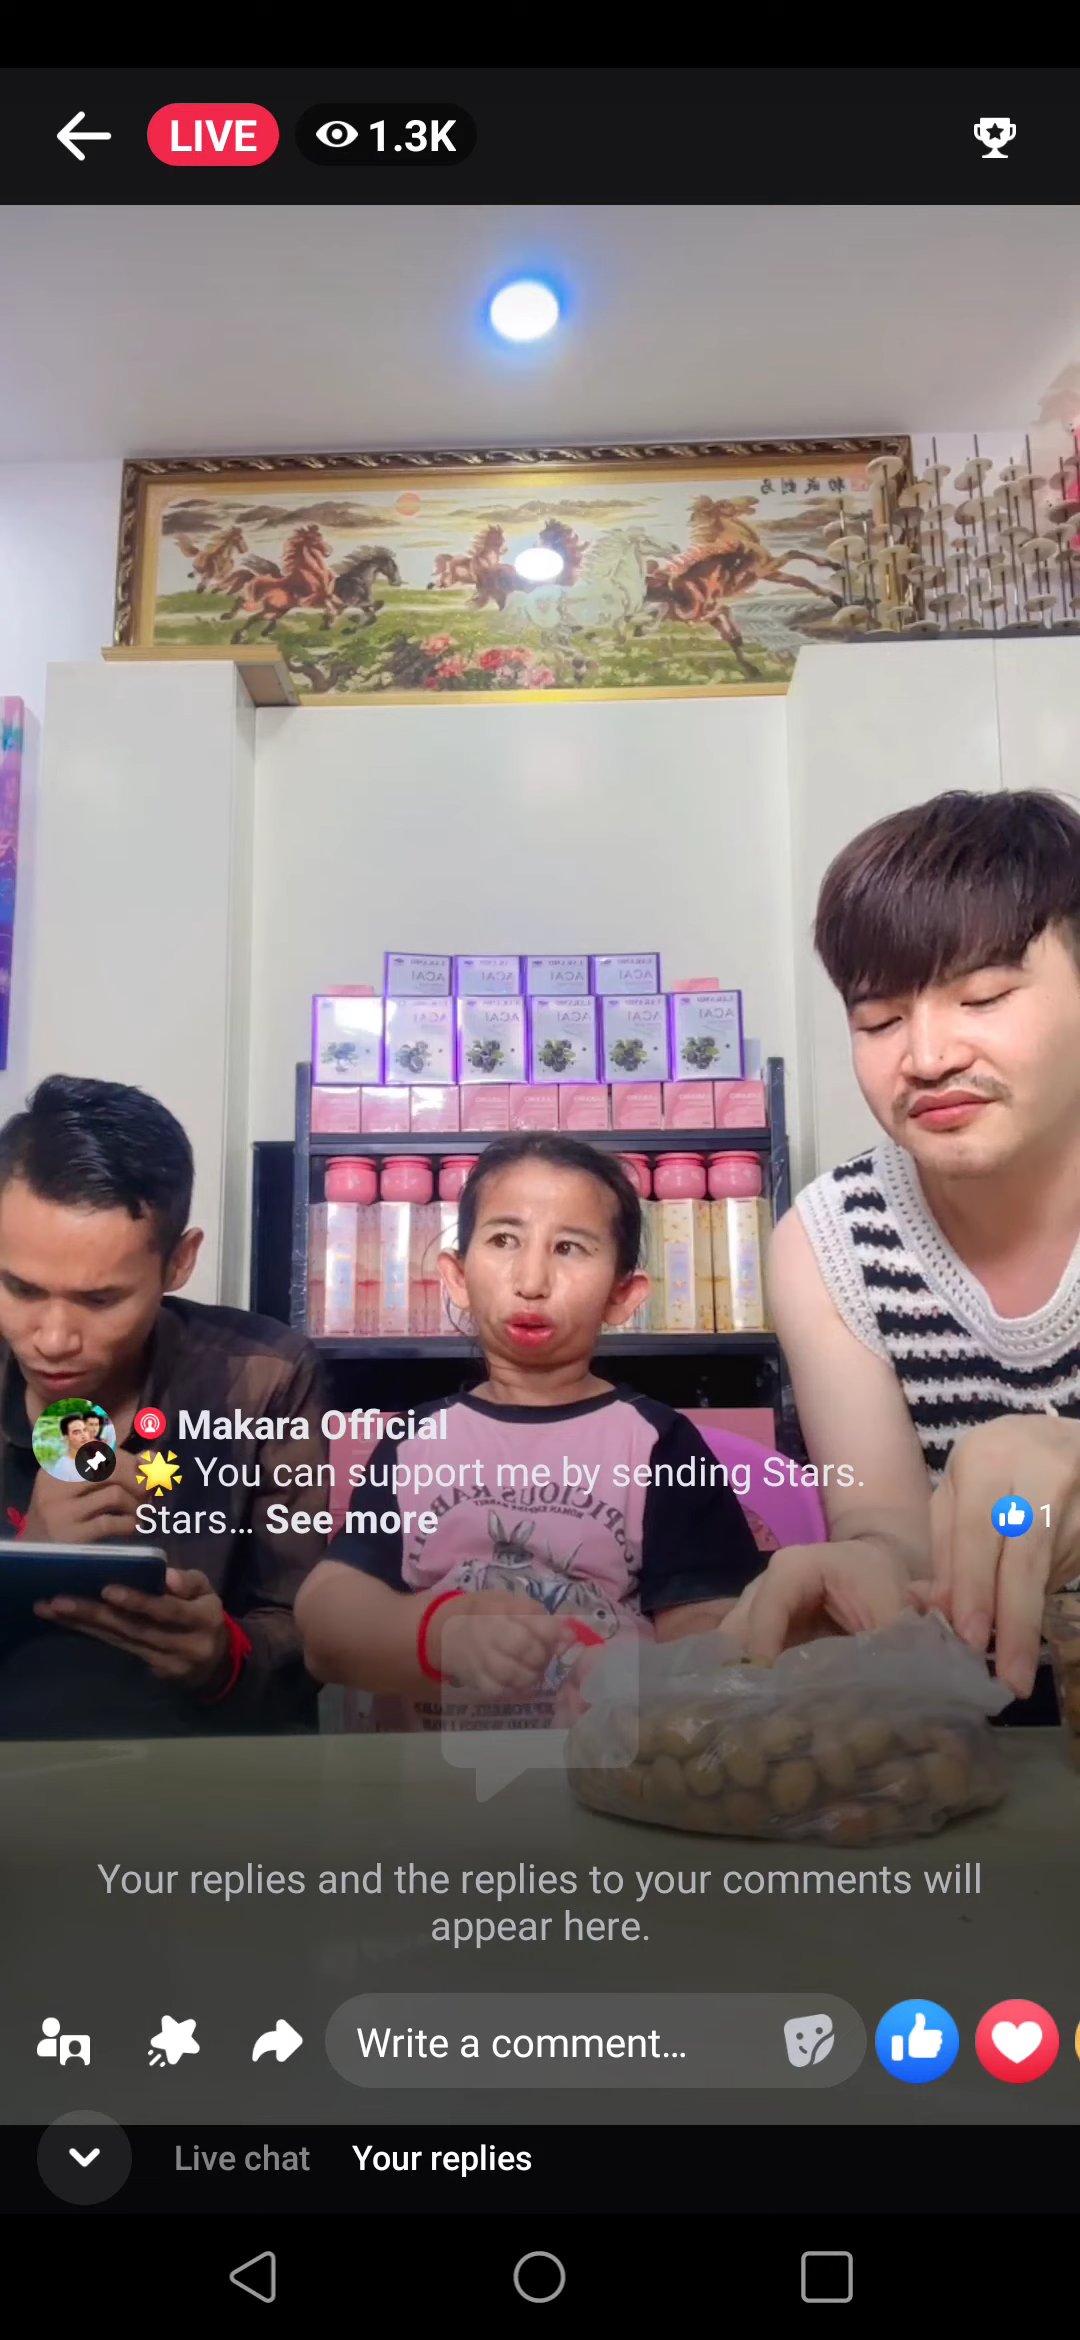 LIVE
1.3K
Makara Official
🌟 You can support me by sending Stars.
Stars... See more
1
Your replies and the replies to your comments will
appear here.
Write a comment...
Live chat
Your replies